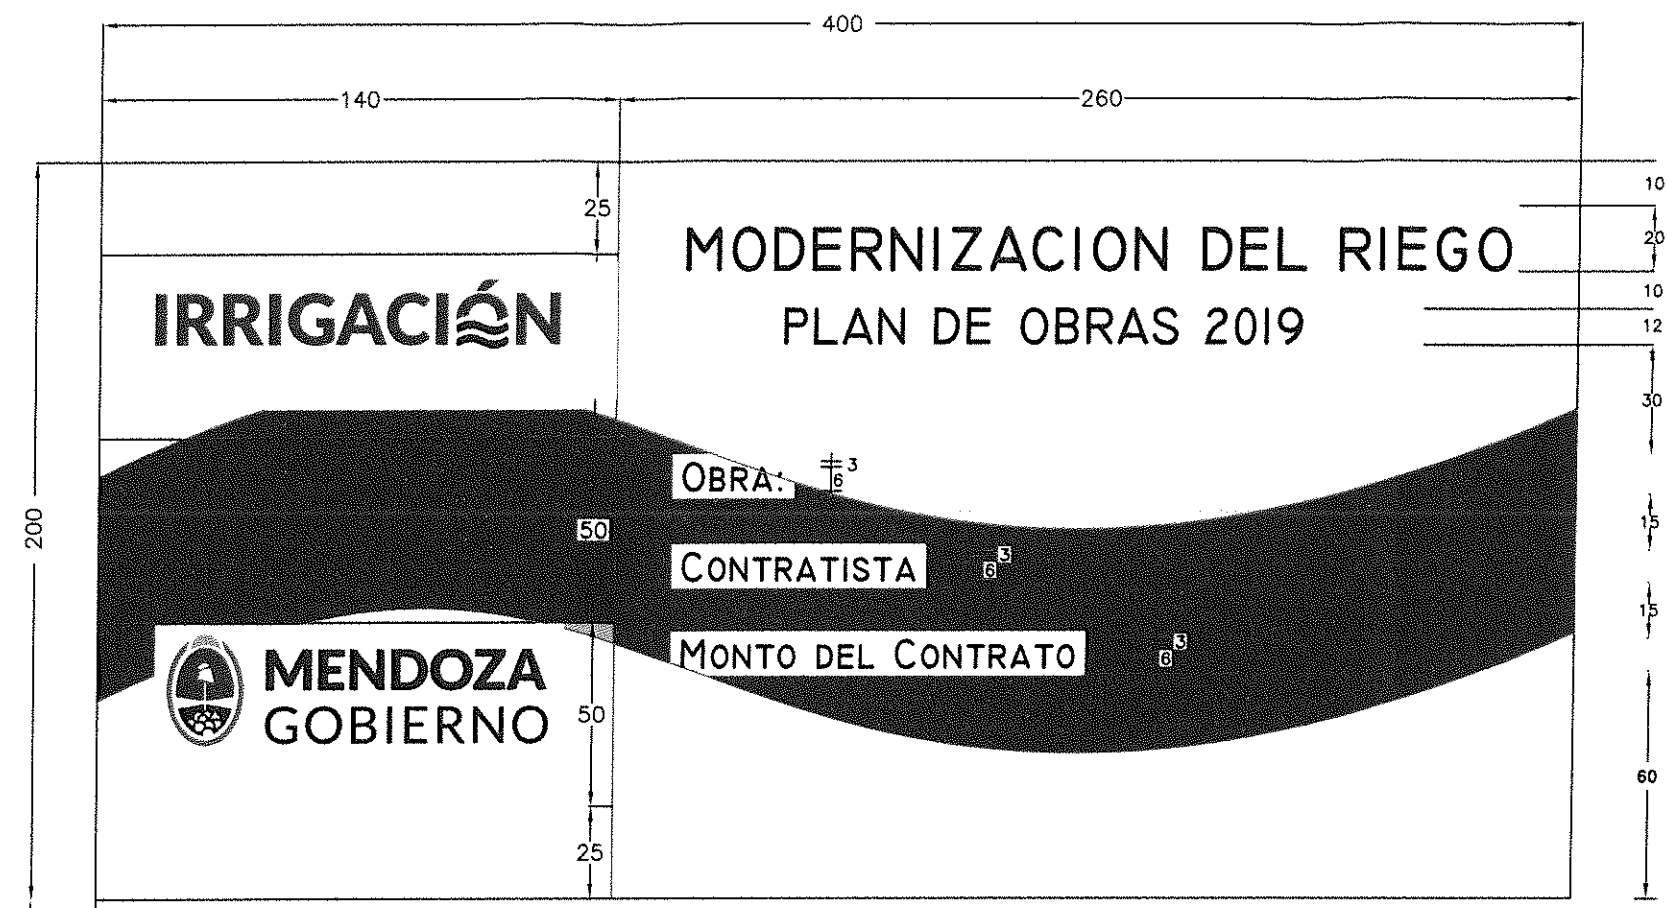 400
140
260
25
10
MODERNIZACION DEL RIEGO
20
10
IRRIGACIÓN
PLAN DE OBRAS 2019
12
30
OBRA:
3
6
200
50
15
CONTRATISTA
3
6
15
MONTO DEL CONTRATO
3
6
MENDOZA
GOBIERNO
50
60
25